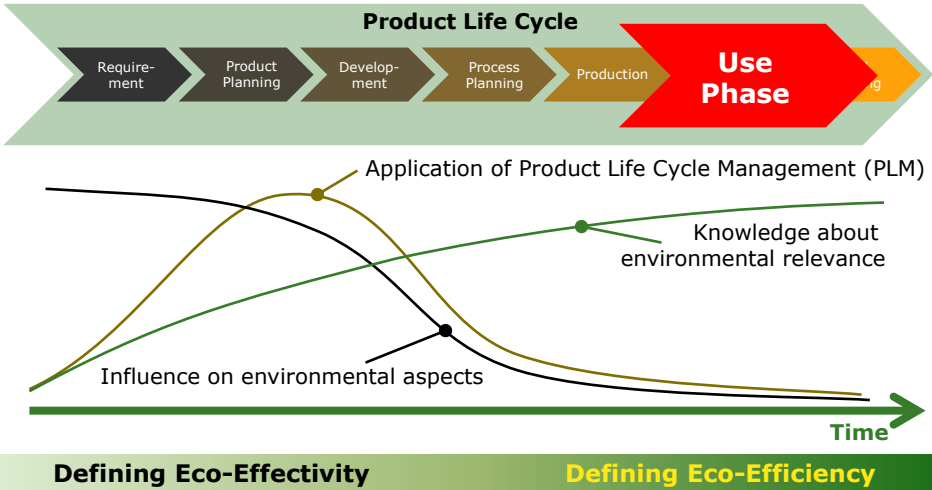 Product Life Cycle
Require-
ment
Product
Planning
Develop-
ment
Process
Planning
Production
Use
Phase
Application of Product Life Cycle Management (PLM)
Knowledge about
environmental relevance
Influence on environmental aspects
Time
Defining Eco-Effectivity
Defining Eco-Efficiency